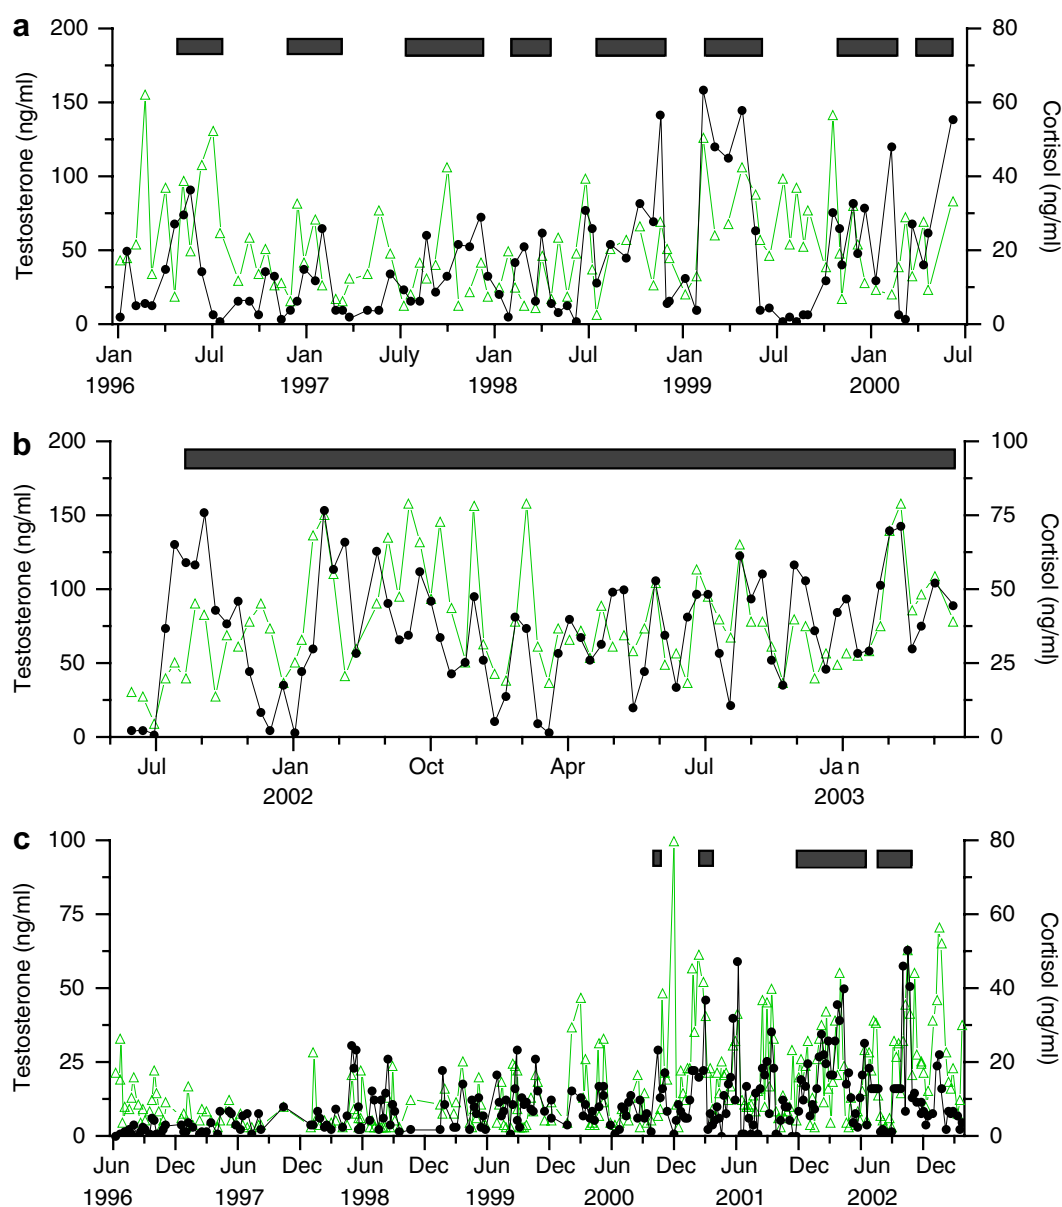 a
200
150
100
50
0
Testosterone (ng/ml)
80
60
40
20
0
Cortisol (ng/ml)
Jan Jul Jan July Jan Jul Jan Jul Jan Jul
1996 1997 1998 1999 2000
b
200
150
100
50
0
Testosterone (ng/ml)
100
75
50
25
0
Cortisol (ng/ml)
Jul Jan Oct Apr Jul Jan
2002 2003
c
100
75
50
25
0
Testosterone (ng/ml)
80
60
40
20
0
Cortisol (ng/ml)
Jun Dec Jun Dec Jun Dec Jun Dec Jun Dec Jun Dec Jun Dec
1996 1997 1998 1999 2000 2001 2002